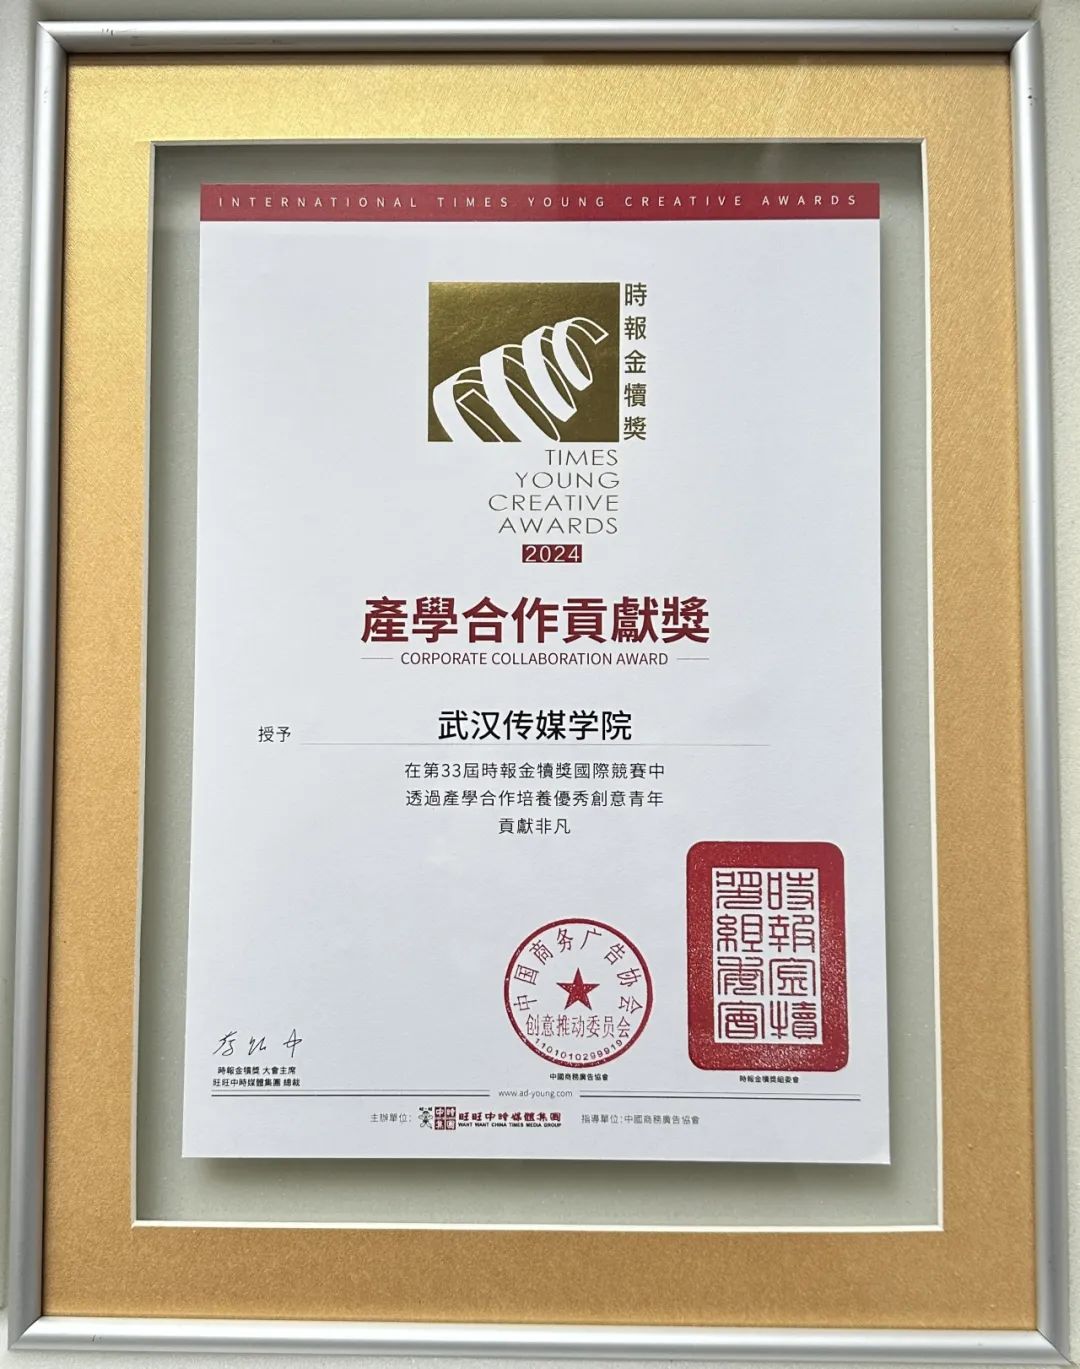 INTERNATIONAL TIMES YOUNG CREATIVE AWARDS
時報金犢獎
TIMES
YOUNG
CREATIVE
AWARDS
2024
產學合作貢獻獎
CORPORATE COLLABORATION AWARD
授予 武汉传媒学院
在第33屆時報金犢獎國際競賽中
透過產學合作培養優秀創意青年
貢獻非凡
中国商务广告协会
创意推动委员会
中國商務廣告協會
時報金犢獎組委會
時報金犢獎組委會
時報金犢獎 大會主席
旺旺中時媒體集團 總裁
www.ad-young.com
主辦單位:
旺旺中時媒體集團
WANT WANT CHINA TIMES MEDIA GROUP
指導單位:中國商務廣告協會